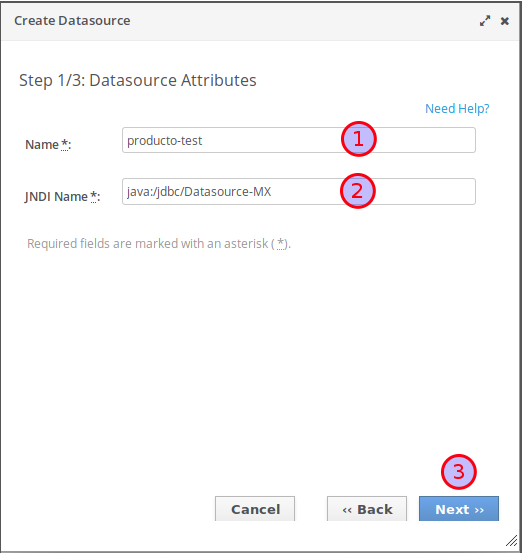 Create Datasource
Step 1/3: Datasource Attributes
Need Help?
Name *: producto-test 1
JNDI Name *: java:/jdbc/Datasource-MX 2
Required fields are marked with an asterisk ( *).
3
Cancel ‹‹ Back Next ››